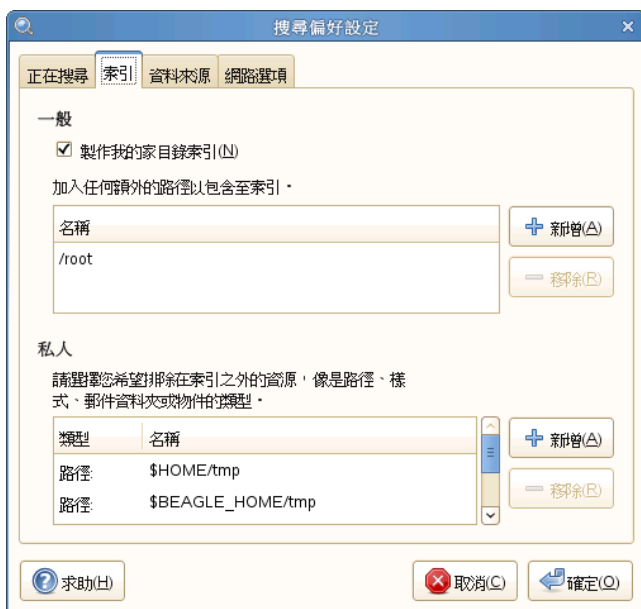 搜尋偏好設定
正在搜尋 索引 資料來源 網路選項
一般
製作我的家目錄索引(N)
加入任何額外的路徑以包含至索引。
名稱
新增(A)
/root
移除(R)
私人
請選擇您希望排除在索引之外的資源，像是路徑、樣
式、郵件資料夾或物件的類型。
類型 名稱
新增(A)
路徑: $HOME/tmp
路徑: $BEAGLE_HOME/tmp
移除(R)
求助(H) 取消(C) 確定(O)